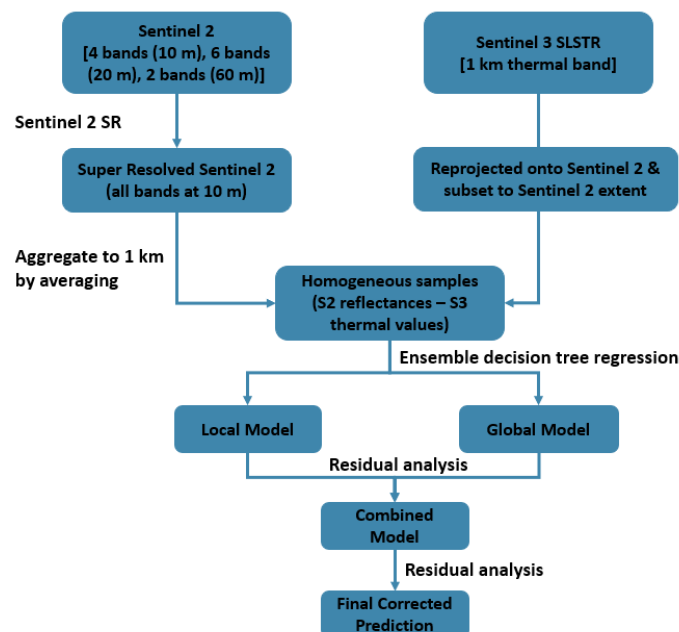 Sentinel 2
[4 bands (10 m), 6 bands
(20 m), 2 bands (60 m)]
Sentinel 3 SLSTR
[1 km thermal band]
Sentinel 2 SR
Super Resolved Sentinel 2
(all bands at 10 m)
Reprojected onto Sentinel 2 &
subset to Sentinel 2 extent
Aggregate to 1 km
by averaging
Homogeneous samples
(S2 reflectances – S3
thermal values)
Ensemble decision tree regression
Local Model
Global Model
Residual analysis
Combined
Model
Residual analysis
Final Corrected
Prediction